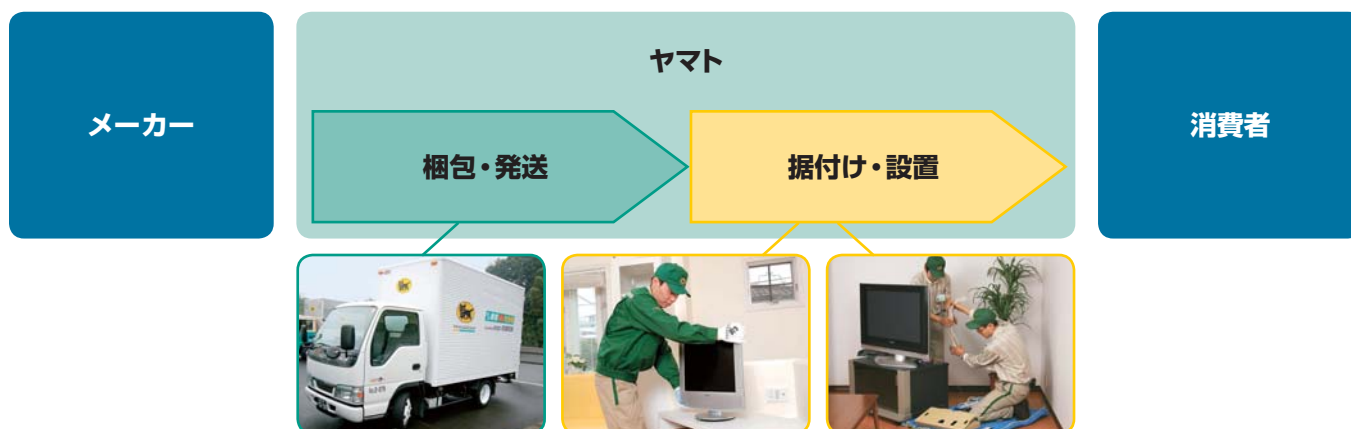 メーカー
ヤマト
梱包・発送
据付け・設置
消費者